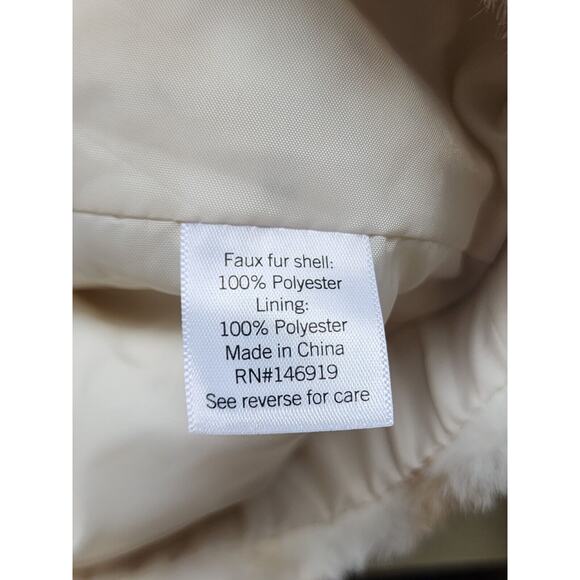 Faux fur shell:
100% Polyester
Lining:
100% Polyester
Made in China
RN#146919
See reverse for care